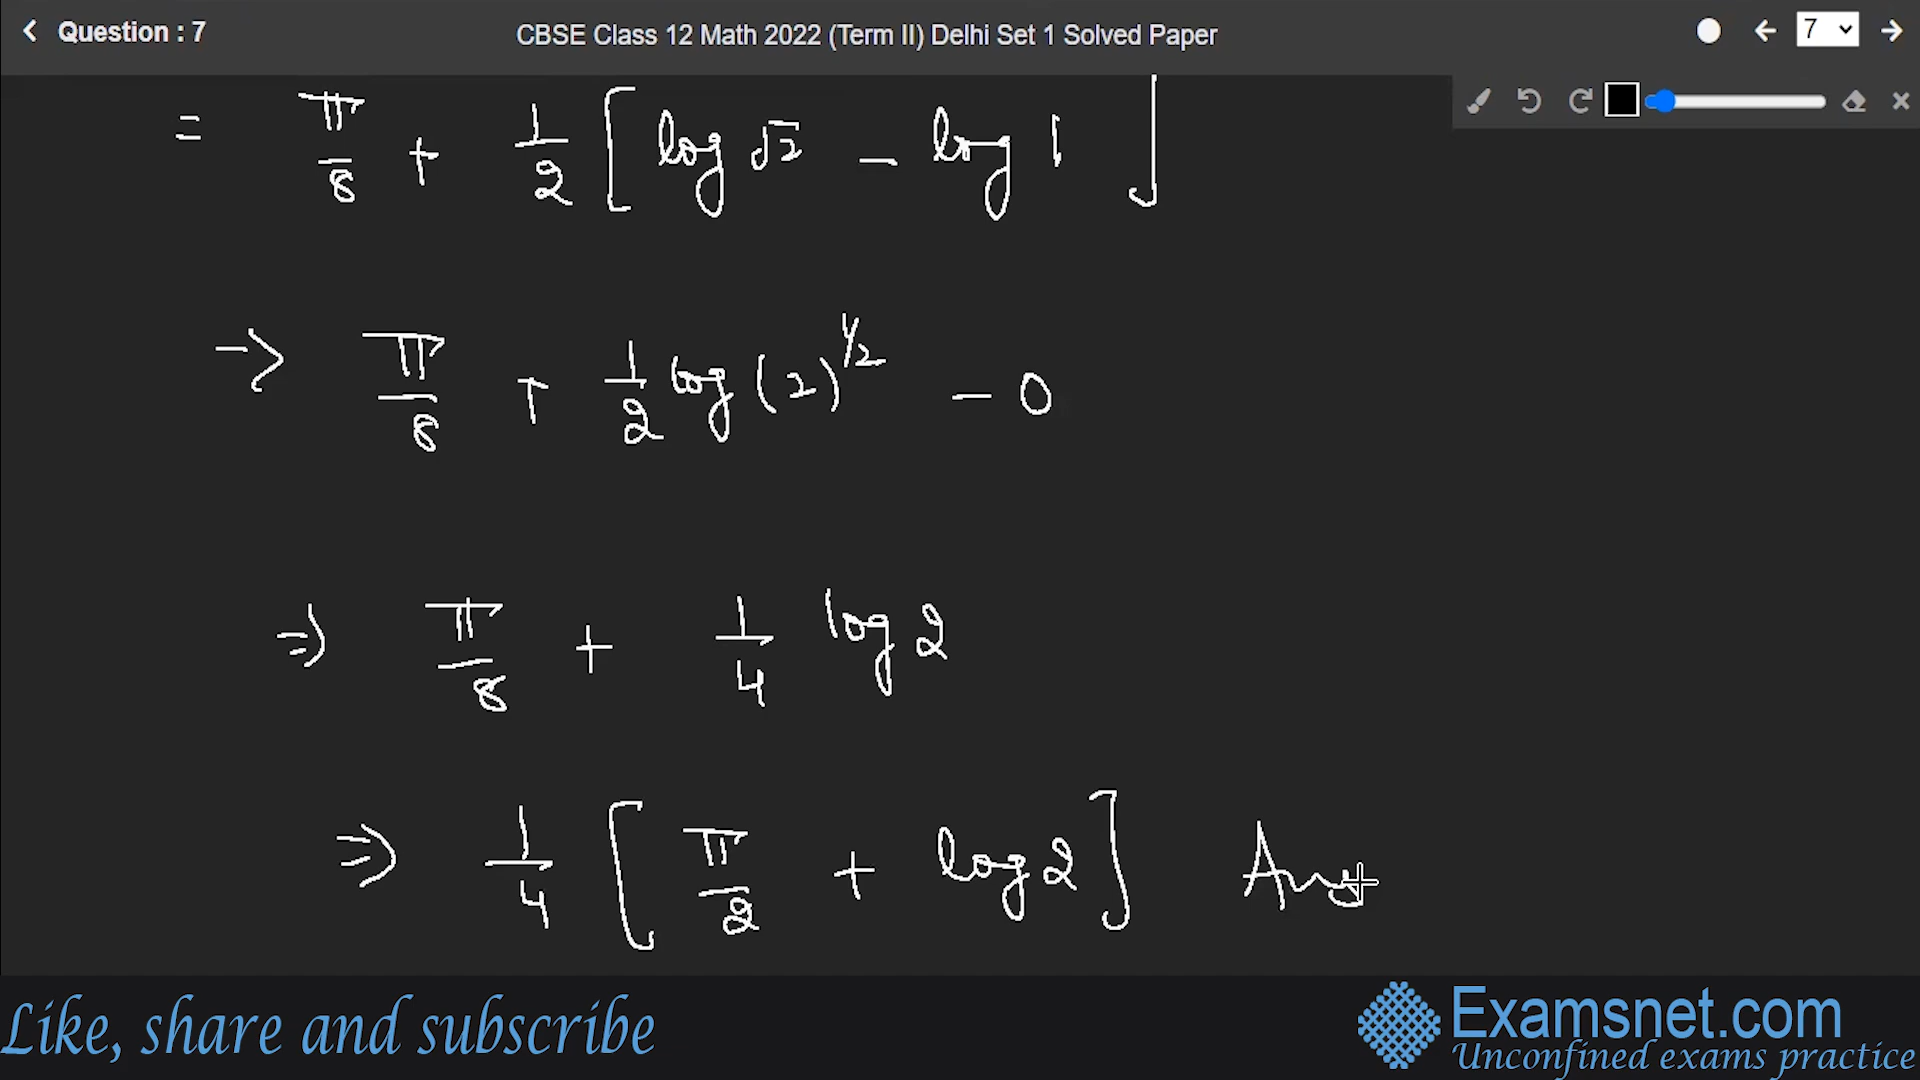 Question : 7
CBSE Class 12 Math 2022 (Term II) Delhi Set 1 Solved Paper
7
= π/8 + 1/2 [ log √2 − log 1 ]
→ π/8 + 1/2 log (2)^1/2 − 0
⇒ π/8 + 1/4 log 2
⇒ 1/4 [ π/2 + log 2 ] Ans
Like, share and subscribe
Examsnet.com
Unconfined exams practice